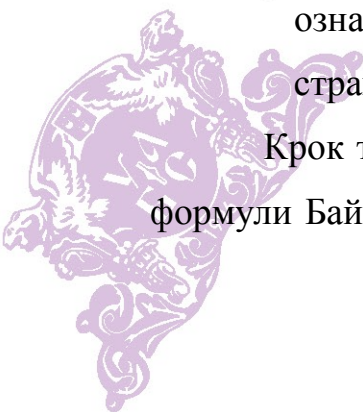 озна
стра
Крок т
формули Бай